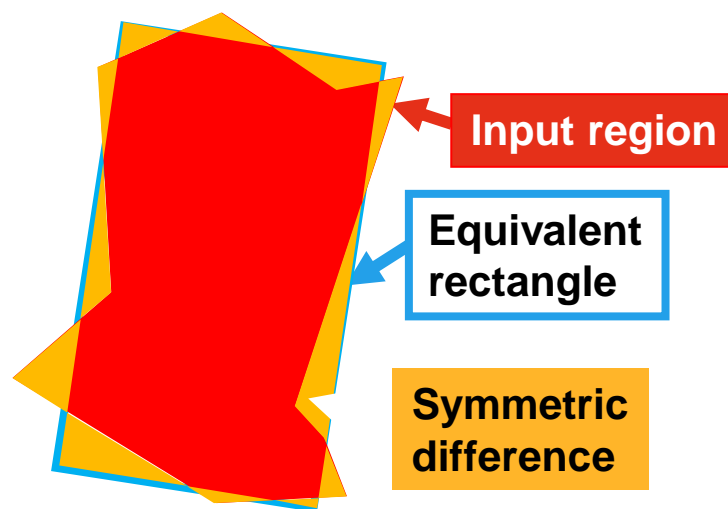 Input region
Equivalent
rectangle
Symmetric
difference